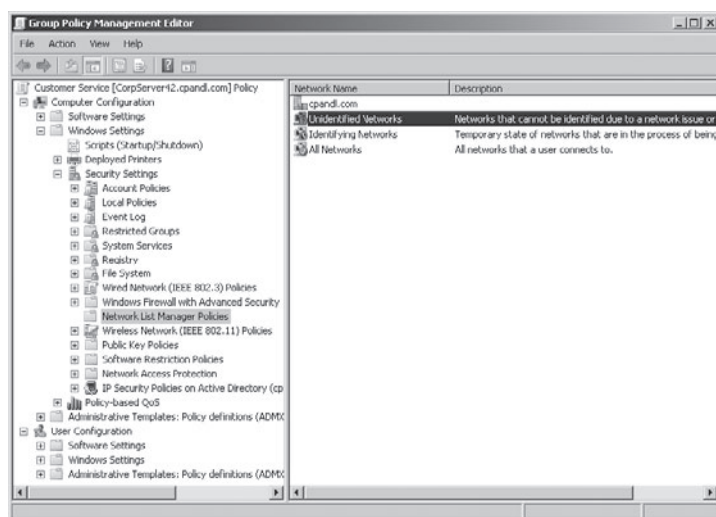 Group Policy Management Editor
File Action View Help
Customer Service [CorpServer42.cpandl.com] Policy
Computer Configuration
Software Settings
Windows Settings
Scripts (Startup/Shutdown)
Deployed Printers
Security Settings
Account Policies
Local Policies
Event Log
Restricted Groups
System Services
Registry
File System
Wired Network (IEEE 802.3) Policies
Windows Firewall with Advanced Security
Network List Manager Policies
Wireless Network (IEEE 802.11) Policies
Public Key Policies
Software Restriction Policies
Network Access Protection
IP Security Policies on Active Directory (cp
Policy-based QoS
Administrative Templates: Policy definitions (ADMX
User Configuration
Software Settings
Windows Settings
Administrative Templates: Policy definitions (ADMX
Network Name Description
cpandl.com
Unidentified Networks Networks that cannot be identified due to a network issue or
Identifying Networks Temporary state of networks that are in the process of being
All Networks All networks that a user connects to.